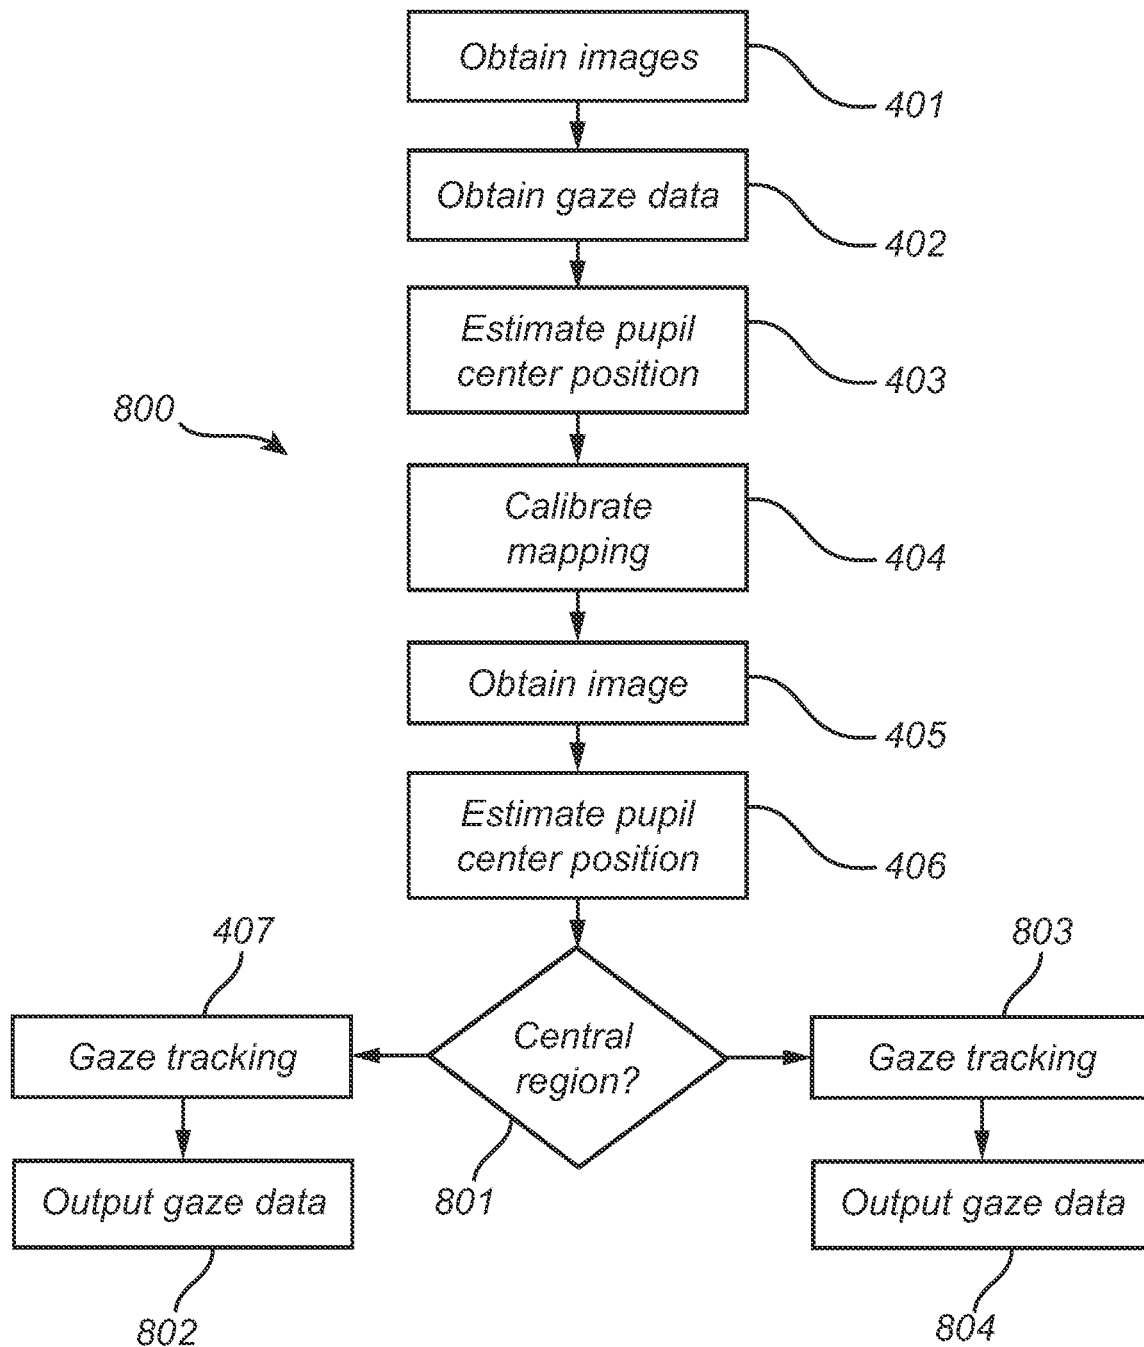 Obtain images
401
Obtain gaze data
402
Estimate pupil
center position
403
800
Calibrate
mapping
404
Obtain image
405
Estimate pupil
center position
406
407
803
Gaze tracking
Central
region?
Gaze tracking
801
Output gaze data
Output gaze data
802
804